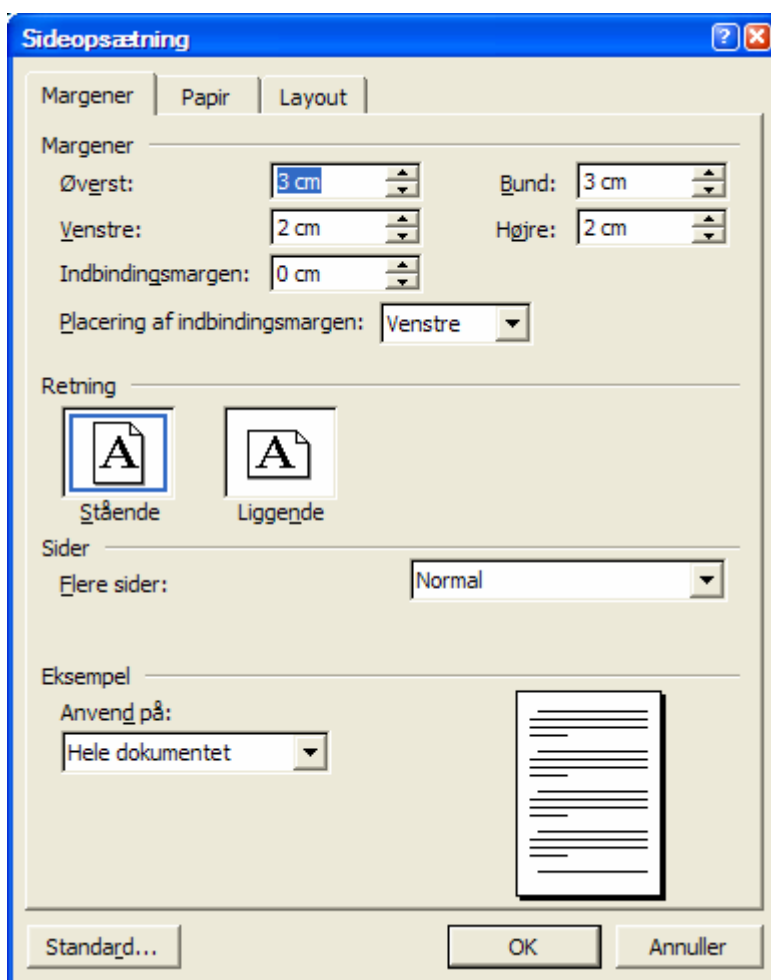 Sideopsætning
Margener Papir Layout
Margener
Øverst: 3 cm Bund: 3 cm
Venstre: 2 cm Højre: 2 cm
Indbindingsmargen: 0 cm
Placering af indbindingsmargen: Venstre
Retning
A A
Stående Liggende
Sider
Flere sider: Normal
Eksempel
Anvend på:
Hele dokumentet
Standard... OK Annuller